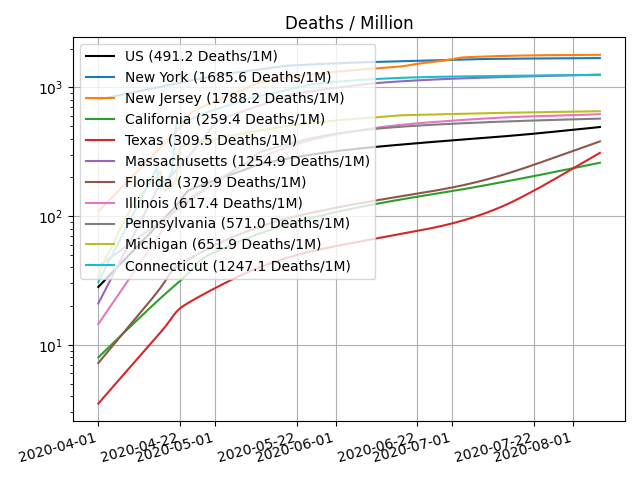 Deaths / Million
US (491.2 Deaths/1M)
New York (1685.6 Deaths/1M)
New Jersey (1788.2 Deaths/1M)
California (259.4 Deaths/1M)
Texas (309.5 Deaths/1M)
Massachusetts (1254.9 Deaths/1M)
Florida (379.9 Deaths/1M)
Illinois (617.4 Deaths/1M)
Pennsylvania (571.0 Deaths/1M)
Michigan (651.9 Deaths/1M)
Connecticut (1247.1 Deaths/1M)
10³
10²
10¹
2020-04-01 2020-04-22 2020-05-01 2020-05-22 2020-06-01 2020-06-22 2020-07-01 2020-07-22 2020-08-01